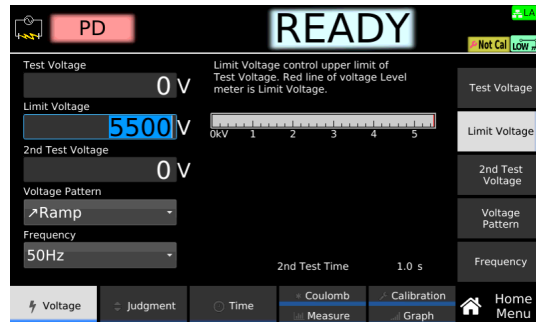 PD
READY
LA
Not Cal
LOW
Test Voltage
0 V
Limit Voltage
5500 V
2nd Test Voltage
0 V
Voltage Pattern
↗Ramp
Frequency
50Hz
Limit Voltage control upper limit of
Test Voltage. Red line of voltage Level
meter is Limit Voltage.
0kV 1 2 3 4 5
2nd Test Time 1.0 s
Test Voltage
Limit Voltage
2nd Test
Voltage
Voltage
Pattern
Frequency
Voltage
Judgment
Time
Coulomb
Measure
Calibration
Graph
Home
Menu